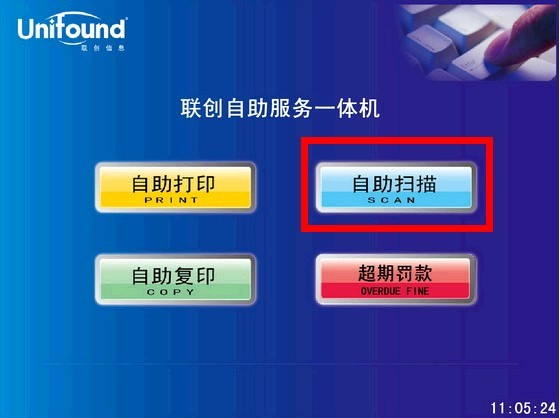 Unifound
联创信息
联创自助服务一体机
自助打印
PRINT
自助扫描
SCAN
自助复印
COPY
超期罚款
OVERDUE FINE
11:05:24